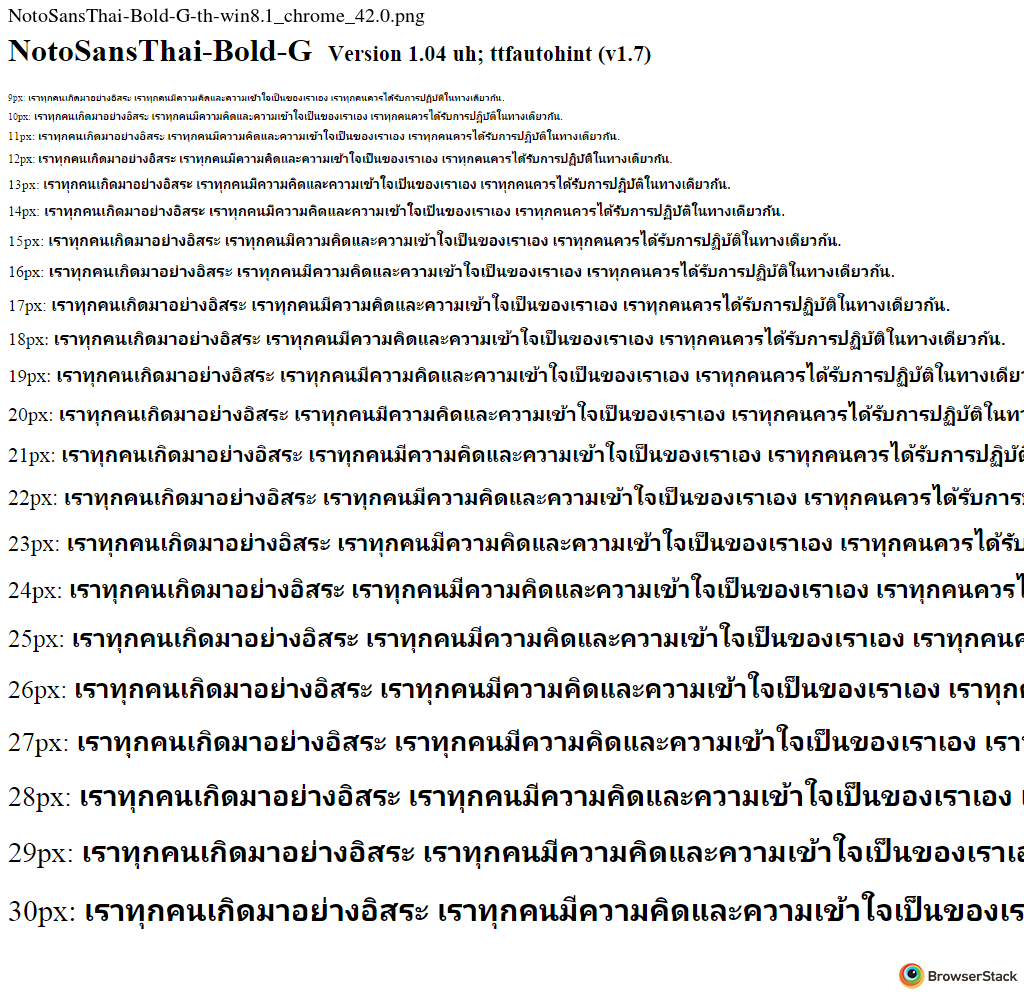 NotoSansThai-Bold-G-th-win8.1_chrome_42.0.png
NotoSansThai-Bold-G Version 1.04 uh; ttfautohint (v1.7)
9px: เราทุกคนเกิดมาอย่างอิสระ เราทุกคนมีความคิดและความเข้าใจเป็นของเราเอง เราทุกคนควรได้รับการปฏิบัติในทางเดียวกัน.
10px: เราทุกคนเกิดมาอย่างอิสระ เราทุกคนมีความคิดและความเข้าใจเป็นของเราเอง เราทุกคนควรได้รับการปฏิบัติในทางเดียวกัน.
11px: เราทุกคนเกิดมาอย่างอิสระ เราทุกคนมีความคิดและความเข้าใจเป็นของเราเอง เราทุกคนควรได้รับการปฏิบัติในทางเดียวกัน.
12px: เราทุกคนเกิดมาอย่างอิสระ เราทุกคนมีความคิดและความเข้าใจเป็นของเราเอง เราทุกคนควรได้รับการปฏิบัติในทางเดียวกัน.
13px: เราทุกคนเกิดมาอย่างอิสระ เราทุกคนมีความคิดและความเข้าใจเป็นของเราเอง เราทุกคนควรได้รับการปฏิบัติในทางเดียวกัน.
14px: เราทุกคนเกิดมาอย่างอิสระ เราทุกคนมีความคิดและความเข้าใจเป็นของเราเอง เราทุกคนควรได้รับการปฏิบัติในทางเดียวกัน.
15px: เราทุกคนเกิดมาอย่างอิสระ เราทุกคนมีความคิดและความเข้าใจเป็นของเราเอง เราทุกคนควรได้รับการปฏิบัติในทางเดียวกัน.
16px: เราทุกคนเกิดมาอย่างอิสระ เราทุกคนมีความคิดและความเข้าใจเป็นของเราเอง เราทุกคนควรได้รับการปฏิบัติในทางเดียวกัน.
17px: เราทุกคนเกิดมาอย่างอิสระ เราทุกคนมีความคิดและความเข้าใจเป็นของเราเอง เราทุกคนควรได้รับการปฏิบัติในทางเดียวกัน.
18px: เราทุกคนเกิดมาอย่างอิสระ เราทุกคนมีความคิดและความเข้าใจเป็นของเราเอง เราทุกคนควรได้รับการปฏิบัติในทางเดียวกัน.
19px: เราทุกคนเกิดมาอย่างอิสระ เราทุกคนมีความคิดและความเข้าใจเป็นของเราเอง เราทุกคนควรได้รับการปฏิบัติในทางเดีย
20px: เราทุกคนเกิดมาอย่างอิสระ เราทุกคนมีความคิดและความเข้าใจเป็นของเราเอง เราทุกคนควรได้รับการปฏิบัติในท
21px: เราทุกคนเกิดมาอย่างอิสระ เราทุกคนมีความคิดและความเข้าใจเป็นของเราเอง เราทุกคนควรได้รับการปฏิบั
22px: เราทุกคนเกิดมาอย่างอิสระ เราทุกคนมีความคิดและความเข้าใจเป็นของเราเอง เราทุกคนควรได้รับการ
23px: เราทุกคนเกิดมาอย่างอิสระ เราทุกคนมีความคิดและความเข้าใจเป็นของเราเอง เราทุกคนควรได้รับ
24px: เราทุกคนเกิดมาอย่างอิสระ เราทุกคนมีความคิดและความเข้าใจเป็นของเราเอง เราทุกคนควรไ
25px: เราทุกคนเกิดมาอย่างอิสระ เราทุกคนมีความคิดและความเข้าใจเป็นของเราเอง เราทุกคนค
26px: เราทุกคนเกิดมาอย่างอิสระ เราทุกคนมีความคิดและความเข้าใจเป็นของเราเอง เราทุก
27px: เราทุกคนเกิดมาอย่างอิสระ เราทุกคนมีความคิดและความเข้าใจเป็นของเราเอง เรา
28px: เราทุกคนเกิดมาอย่างอิสระ เราทุกคนมีความคิดและความเข้าใจเป็นของเราเอง เ
29px: เราทุกคนเกิดมาอย่างอิสระ เราทุกคนมีความคิดและความเข้าใจเป็นของเราเอ
30px: เราทุกคนเกิดมาอย่างอิสระ เราทุกคนมีความคิดและความเข้าใจเป็นของเร
BrowserStack